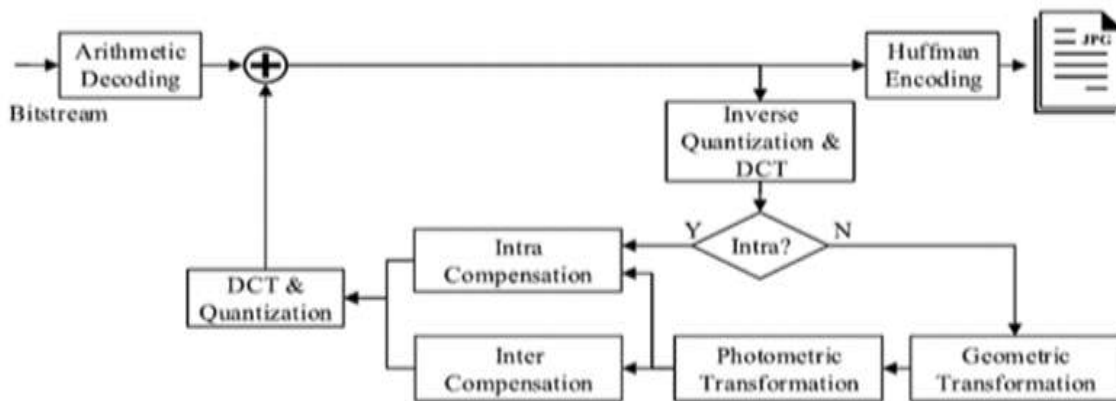 Arithmetic
Decoding
Bitstream
Huffman
Encoding
JPG
Inverse
Quantization &
DCT
Y
Intra?
N
Intra
Compensation
DCT &
Quantization
Inter
Compensation
Photometric
Transformation
Geometric
Transformation